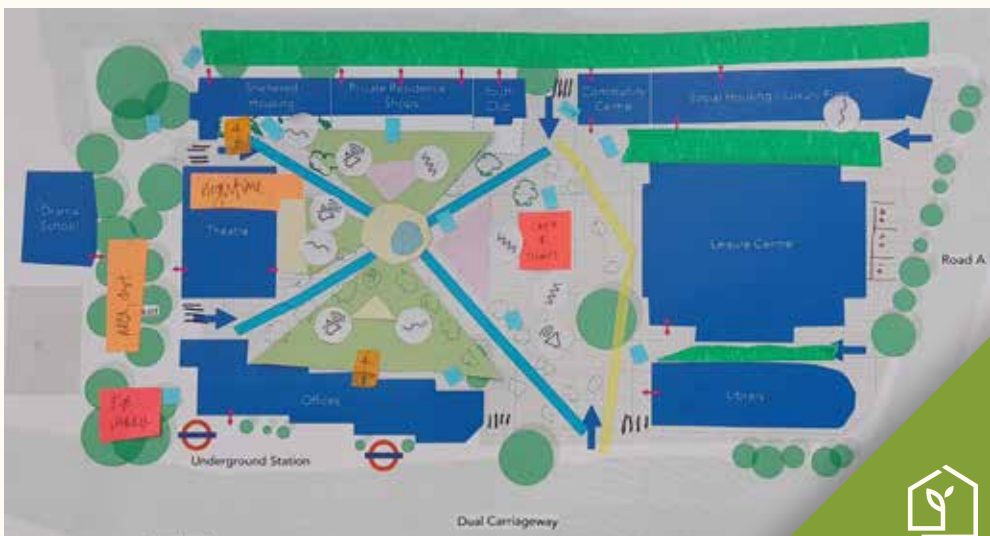 Sheltered
Housing
Private Residence
Shops
Youth
Club
Community
Centre
Social Housing / Luxury Flats
Drama
School
Theatre
Leisure Centre
Road A
Offices
Library
Underground Station
Dual Carriageway